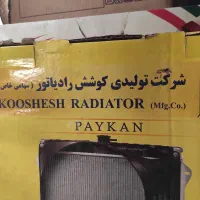 شرکت تولیدی کوشش رادیاتور (سهامی خاص)
KOOSHESH RADIATOR (Mfg.Co.)
PAYKAN